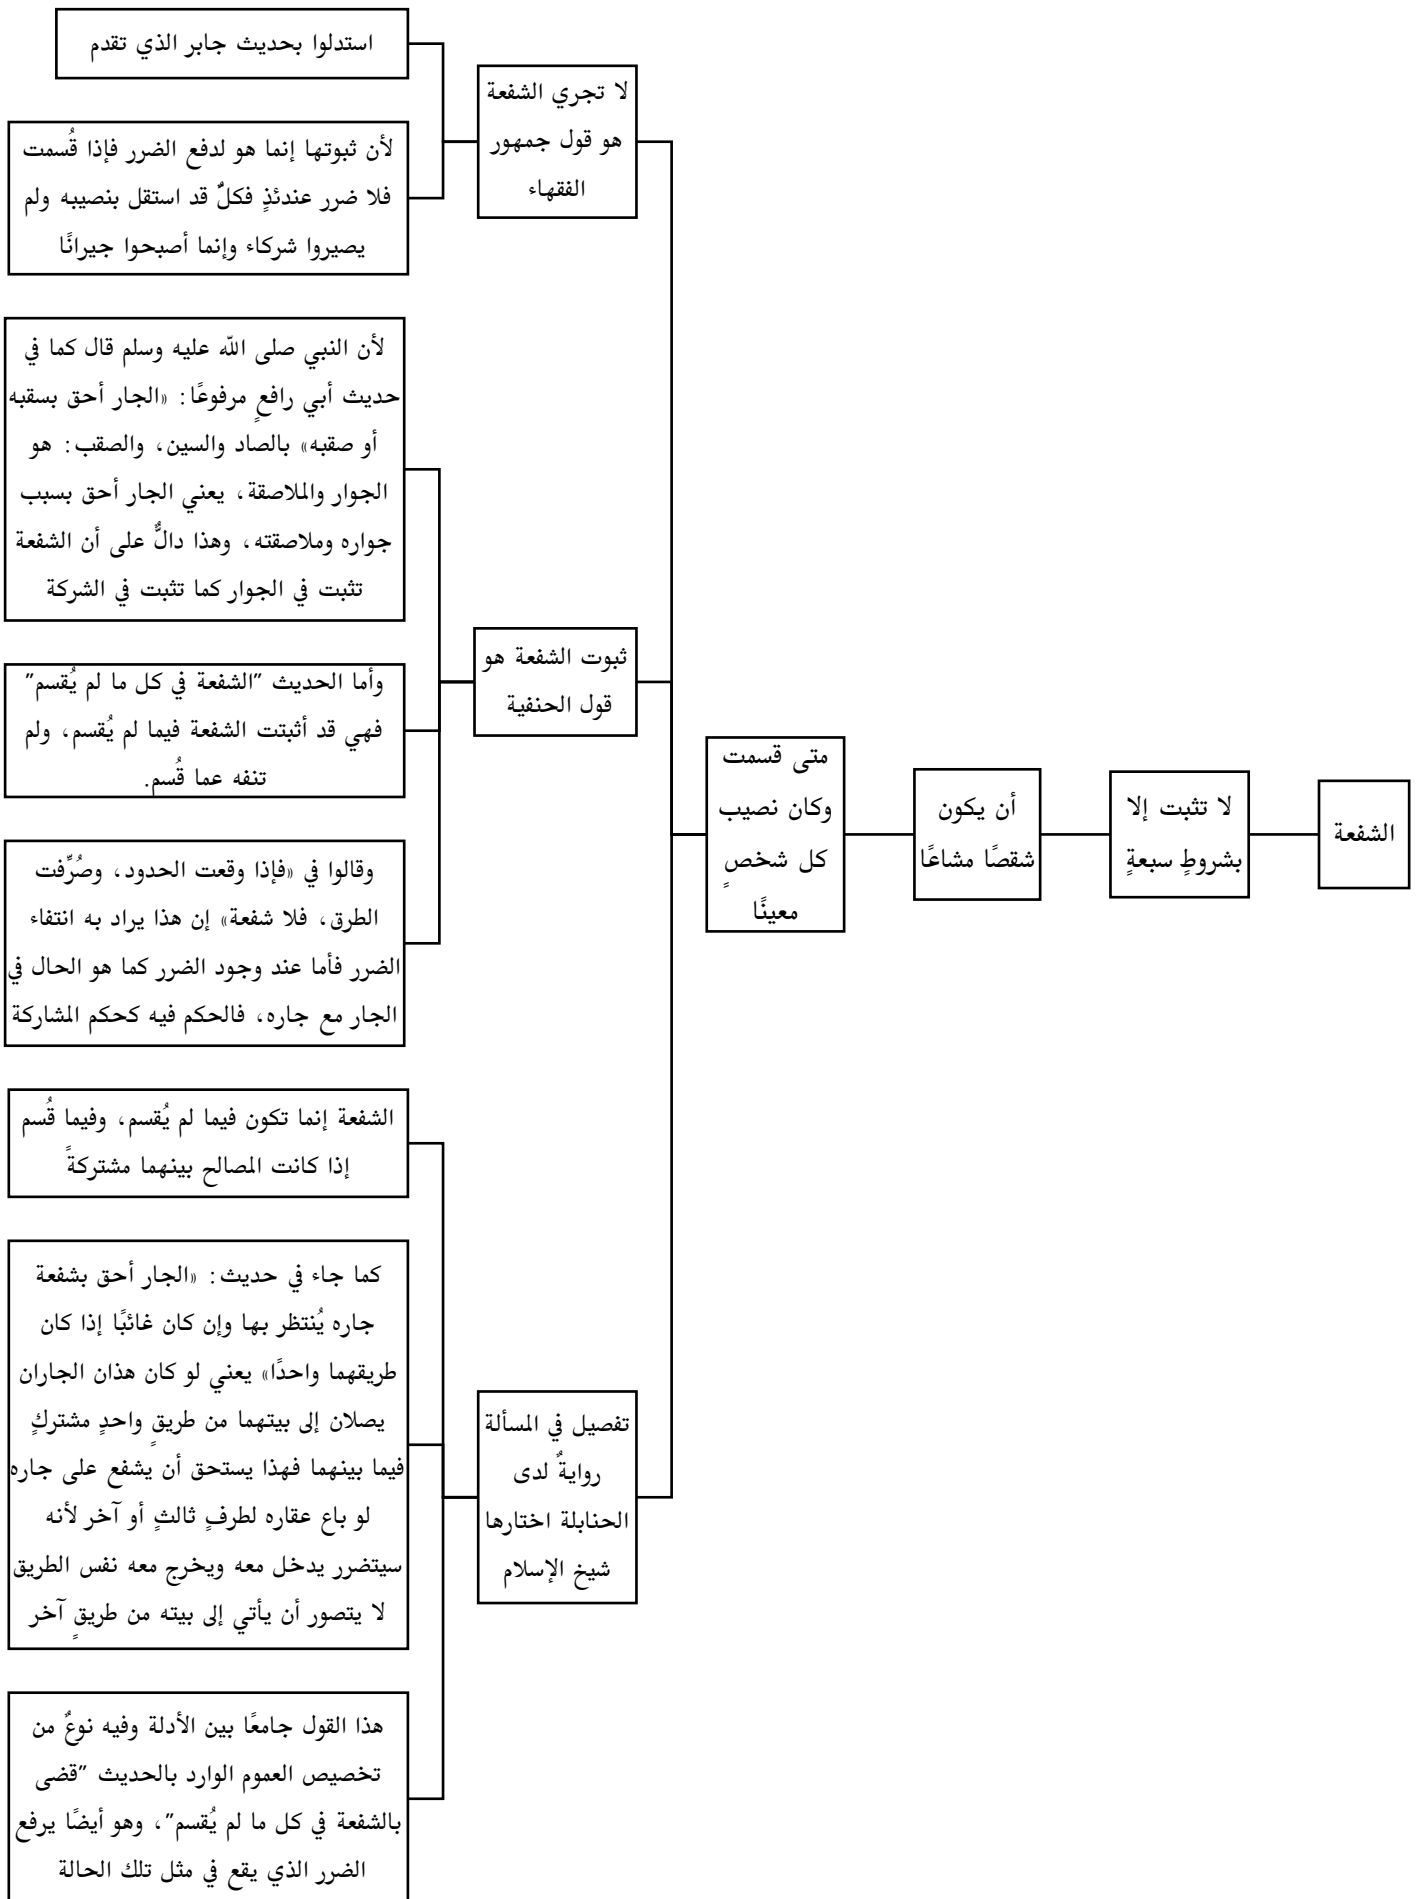 الشفعة
لا تثبت إلا
بشروطٍ سبعةٍ
أن يكون
شقصًا مشاعًا
متى قسمت
وكان نصيب
كل شخصٍ
معينًا
لا تجري الشفعة
هو قول جمهور
الفقهاء
استدلوا بحديث جابر الذي تقدم
لأن ثبوتها إنما هو لدفع الضرر فإذا قُسمت
فلا ضرر عندئذٍ فكلٌ قد استقل بنصيبه ولم
يصيروا شركاء وإنما أصبحوا جيرانًا
ثبوت الشفعة هو
قول الحنفية
لأن النبي صلى الله عليه وسلم قال كما في
حديث أبي رافعٍ مرفوعًا: «الجار أحق بسقبه
أو صقبه» بالصاد والسين، والصقب: هو
الجوار والملاصقة، يعني الجار أحق بسبب
جواره وملاصقته، وهذا دالٌّ على أن الشفعة
تثبت في الجوار كما تثبت في الشركة
وأما الحديث "الشفعة في كل ما لم يُقسم"
فهي قد أثبتت الشفعة فيما لم يُقسم، ولم
تنفه عما قُسم.
وقالوا في «فإذا وقعت الحدود، وصُرِّفت
الطرق، فلا شفعة» إن هذا يراد به انتفاء
الضرر فأما عند وجود الضرر كما هو الحال في
الجار مع جاره، فالحكم فيه كحكم المشاركة
تفصيل في المسألة
روايةٌ لدى
الحنابلة اختارها
شيخ الإسلام
الشفعة إنما تكون فيما لم يُقسم، وفيما قُسم
إذا كانت المصالح بينهما مشتركةً
كما جاء في حديث: «الجار أحق بشفعة
جاره يُنتظر بها وإن كان غائبًا إذا كان
طريقهما واحدًا» يعني لو كان هذان الجاران
يصلان إلى بيتهما من طريقٍ واحدٍ مشتركٍ
فيما بينهما فهذا يستحق أن يشفع على جاره
لو باع عقاره لطرفٍ ثالثٍ أو آخر لأنه
سيتضرر يدخل معه ويخرج معه نفس الطريق
لا يتصور أن يأتي إلى بيته من طريقٍ آخر
هذا القول جامعًا بين الأدلة وفيه نوعٌ من
تخصيص العموم الوارد بالحديث "قضى
بالشفعة في كل ما لم يُقسم"، وهو أيضًا يرفع
الضرر الذي يقع في مثل تلك الحالة